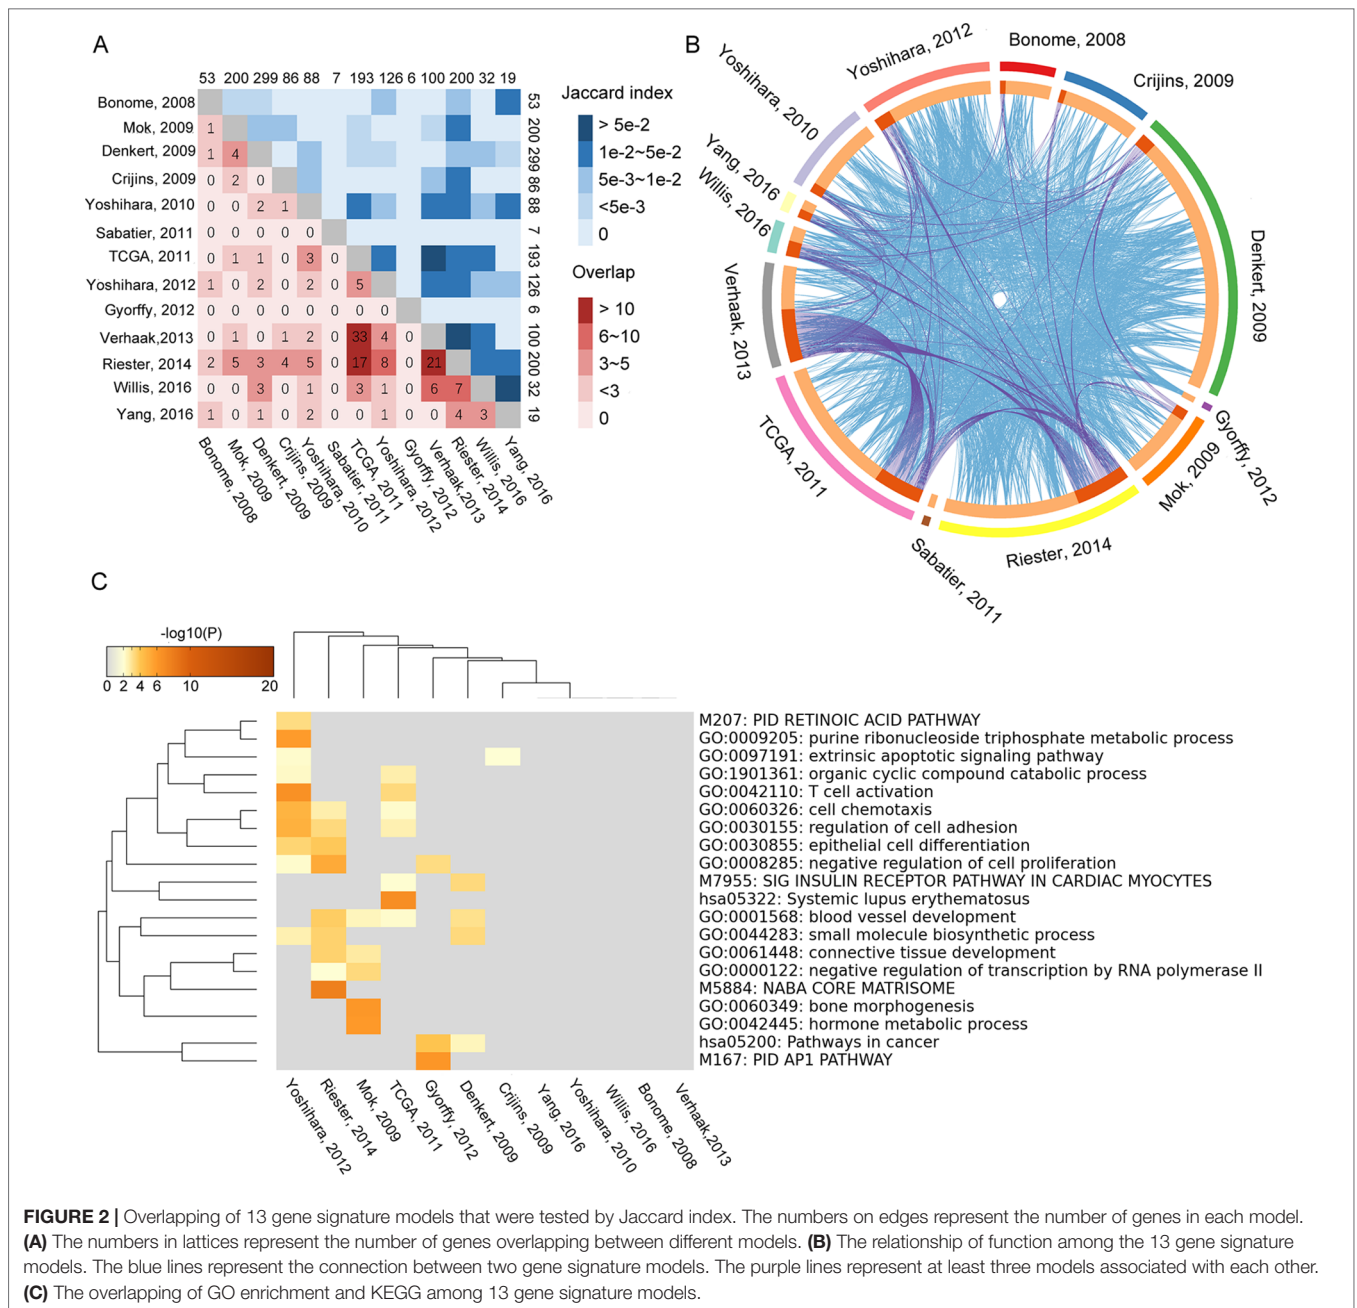 A
53 200 299 86 88 7 193 126 6 100 200 32 19
Bonome, 2008
Mok, 2009
Denkert, 2009
Crijins, 2009
Yoshihara, 2010
Sabatier, 2011
TCGA, 2011
Yoshihara, 2012
Gyorffy, 2012
Verhaak,2013
Riester, 2014
Willis, 2016
Yang, 2016
1
1 4
0 2 0
0 0 2 1
0 0 0 0 0
0 1 1 0 3 0
1 0 2 0 2 0 5
0 0 0 0 0 0 0 0
0 1 0 1 2 0 33 4 0
2 5 3 4 5 0 17 8 0 21
0 0 3 0 1 0 3 1 0 6 7
1 0 1 0 2 0 0 1 0 0 4 3
53
200
299
86
88
7
193
126
6
100
200
32
19
Bonome, 2008
Mok, 2009
Denkert, 2009
Crijins, 2009
Yoshihara, 2010
Sabatier, 2011
TCGA, 2011
Yoshihara, 2012
Gyorffy, 2012
Verhaak,2013
Riester, 2014
Willis, 2016
Yang, 2016
Jaccard index
> 5e-2
1e-2~5e-2
5e-3~1e-2
<5e-3
0
Overlap
> 10
6~10
3~5
<3
0
B
Bonome, 2008
Crijins, 2009
Denkert, 2009
Gyorffy, 2012
Mok, 2009
Riester, 2014
Sabatier, 2011
TCGA, 2011
Verhaak, 2013
Willis, 2016
Yang, 2016
Yoshihara, 2010
Yoshihara, 2012
C
-log10(P)
0 2 4 6 10 20
M207: PID RETINOIC ACID PATHWAY
GO:0009205: purine ribonucleoside triphosphate metabolic process
GO:0097191: extrinsic apoptotic signaling pathway
GO:1901361: organic cyclic compound catabolic process
GO:0042110: T cell activation
GO:0060326: cell chemotaxis
GO:0030155: regulation of cell adhesion
GO:0030855: epithelial cell differentiation
GO:0008285: negative regulation of cell proliferation
M7955: SIG INSULIN RECEPTOR PATHWAY IN CARDIAC MYOCYTES
hsa05322: Systemic lupus erythematosus
GO:0001568: blood vessel development
GO:0044283: small molecule biosynthetic process
GO:0061448: connective tissue development
GO:0000122: negative regulation of transcription by RNA polymerase II
M5884: NABA CORE MATRISOME
GO:0060349: bone morphogenesis
GO:0042445: hormone metabolic process
hsa05200: Pathways in cancer
M167: PID AP1 PATHWAY
Yoshihara, 2012
Riester, 2014
Mok, 2009
TCGA, 2011
Gyorffy, 2012
Denkert, 2009
Crijins, 2009
Yang, 2016
Yoshihara, 2010
Willis, 2016
Bonome, 2008
Verhaak,2013
FIGURE 2 | Overlapping of 13 gene signature models that were tested by Jaccard index. The numbers on edges represent the number of genes in each model.
(A) The numbers in lattices represent the number of genes overlapping between different models. (B) The relationship of function among the 13 gene signature
models. The blue lines represent the connection between two gene signature models. The purple lines represent at least three models associated with each other.
(C) The overlapping of GO enrichment and KEGG among 13 gene signature models.